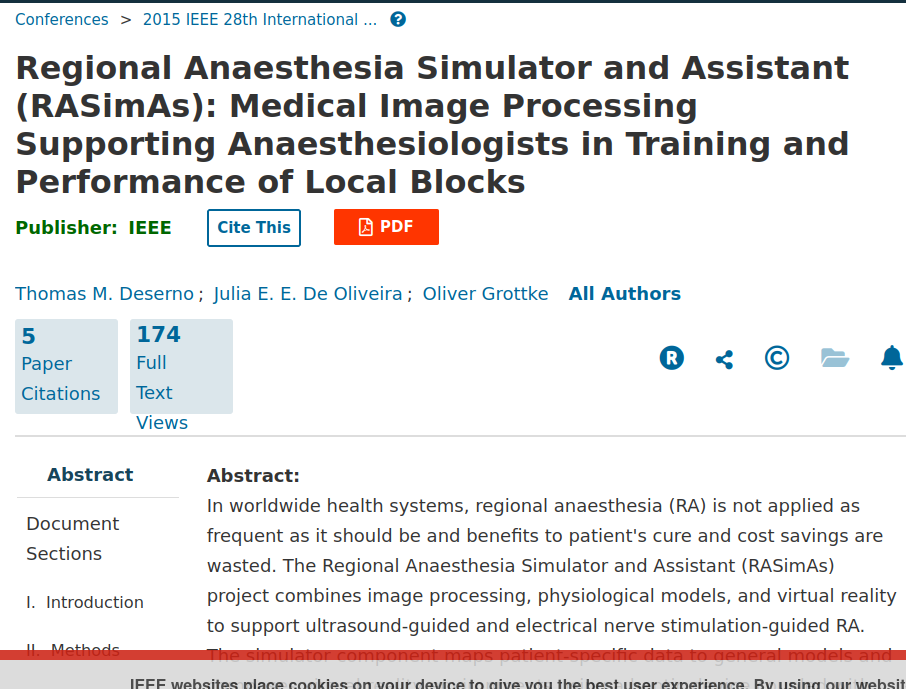 Conferences > 2015 IEEE 28th International ...
Regional Anaesthesia Simulator and Assistant
(RASimAs): Medical Image Processing
Supporting Anaesthesiologists in Training and
Performance of Local Blocks
Publisher: IEEE
Cite This
PDF
Thomas M. Deserno ; Julia E. E. De Oliveira ; Oliver Grottke All Authors
5
Paper
Citations
174
Full
Text
Views
Abstract
Document
Sections
I. Introduction
II. Methods
Abstract:
In worldwide health systems, regional anaesthesia (RA) is not applied as
frequent as it should be and benefits to patient's cure and cost savings are
wasted. The Regional Anaesthesia Simulator and Assistant (RASimAs)
project combines image processing, physiological models, and virtual reality
to support ultrasound-guided and electrical nerve stimulation-guided RA.
The simulator component maps patient-specific data to general models and
IEEE websites place cookies on your device to give you the best user experience. By using our websit